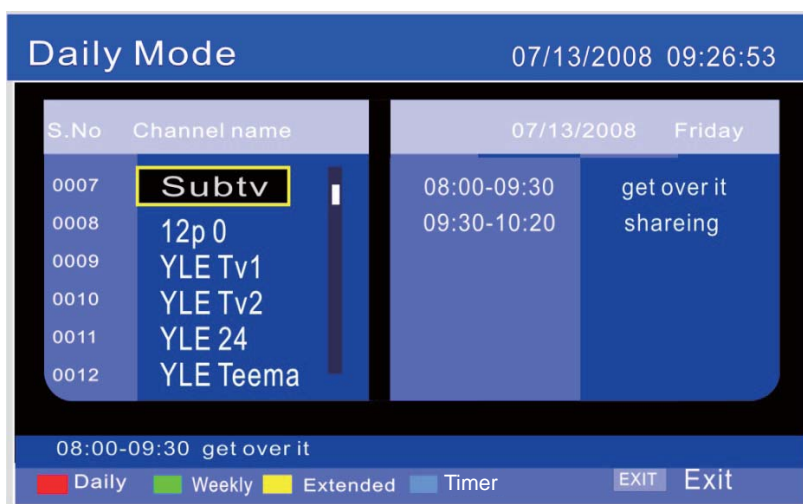 Daily Mode 07/13/2008 09:26:53
S.No Channel name
0007 Subtv
0008 12p 0
0009 YLE Tv1
0010 YLE Tv2
0011 YLE 24
0012 YLE Teema
07/13/2008 Friday
08:00-09:30 get over it
09:30-10:20 shareing
08:00-09:30 get over it
Daily Weekly Extended Timer EXIT Exit